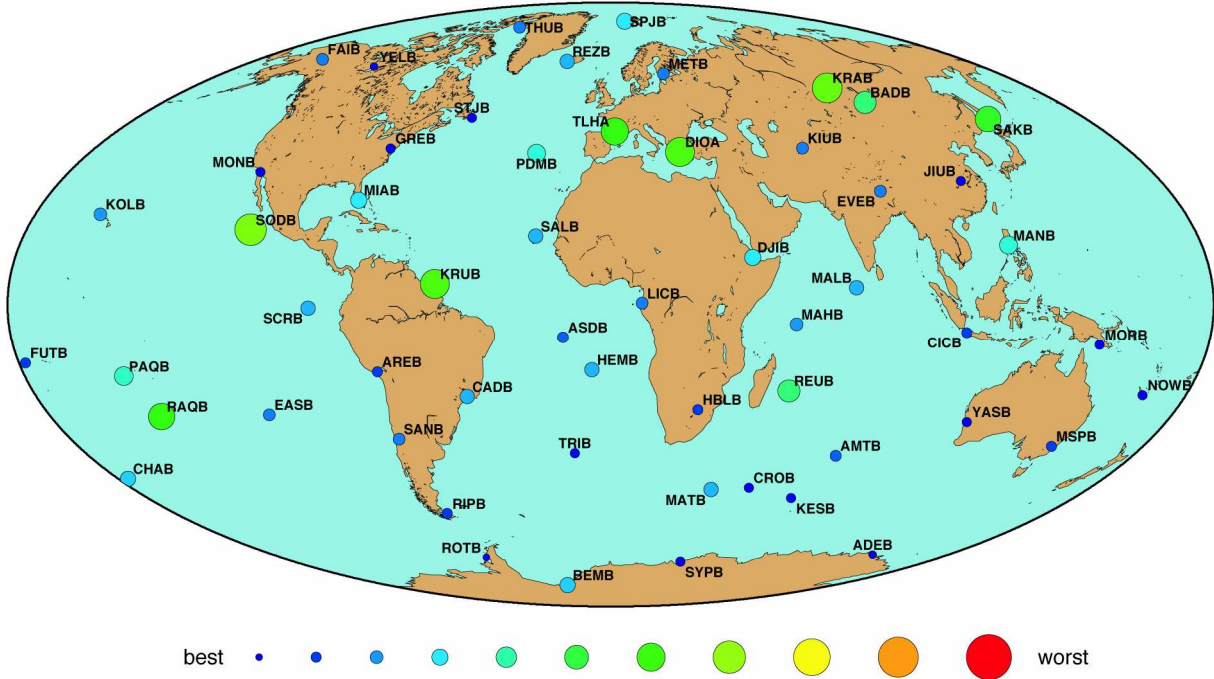 SPJB
THUB
REZB
FAIB
YELB
METB
KRAB
BADB
STJB
TLHA
SAKB
GREB
DIOA
KIUB
PDMB
MONB
JIUB
MIAB
EVEB
KOLB
SODB
SALB
MANB
DJIB
KRUB
MALB
LICB
SCRB
MAHB
ASDB
CICB
MORB
FUTB
PAQB
AREB
HEMB
REUB
NOWB
CADB
HBLB
RAQB
EASB
YASB
SANB
MSPB
TRIB
AMTB
CHAB
CROB
MATB
KESB
RIPB
ROTB
ADEB
BEMB
SYPB
best
worst